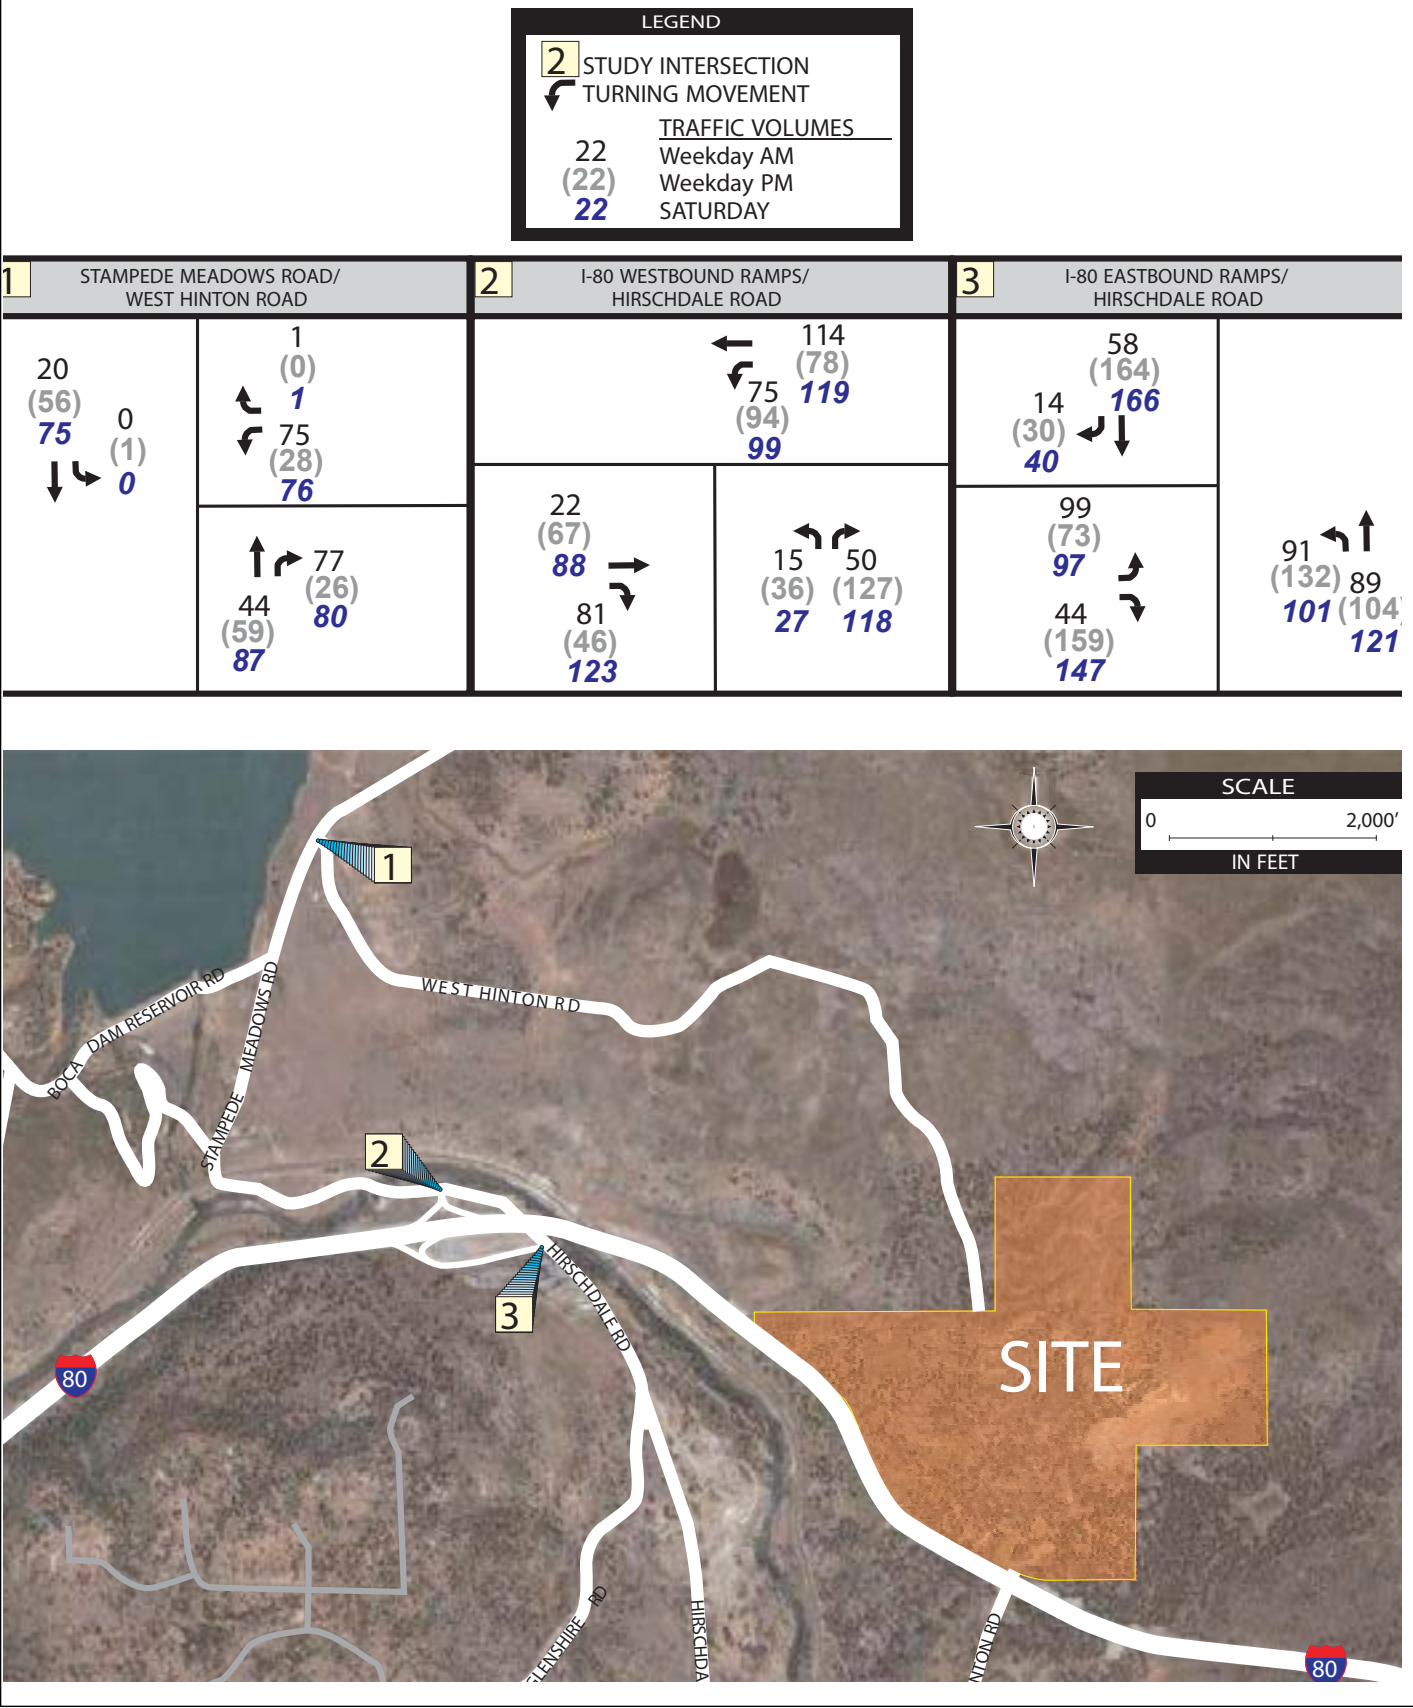 LEGEND
2 STUDY INTERSECTION
TURNING MOVEMENT
TRAFFIC VOLUMES
22 Weekday AM
(22) Weekday PM
22 SATURDAY
1 STAMPEDE MEADOWS ROAD/
WEST HINTON ROAD
20
(56)
75
0
(1)
0
1
(0)
1
75
(28)
76
77
(26)
80
44
(59)
87
2 I-80 WESTBOUND RAMPS/
HIRSCHDALE ROAD
114
(78)
119
75
(94)
99
22
(67)
88
81
(46)
123
15
(36)
27
50
(127)
118
3 I-80 EASTBOUND RAMPS/
HIRSCHDALE ROAD
58
(164)
166
14
(30)
40
99
(73)
97
44
(159)
147
91
(132)
101
89
(104)
121
SCALE
0 2,000'
IN FEET
1
BOCA DAM RESERVOIR RD
STAMPEDE MEADOWS RD
WEST HINTON RD
2
3
HIRSCHDALE RD
80
SITE
GLENSHIRE RD
HIRSCHDA
NTON RD
80